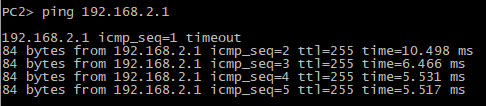 PC2> ping 192.168.2.1
192.168.2.1 icmp_seq=1 timeout
84 bytes from 192.168.2.1 icmp_seq=2 ttl=255 time=10.498 ms
84 bytes from 192.168.2.1 icmp_seq=3 ttl=255 time=6.466 ms
84 bytes from 192.168.2.1 icmp_seq=4 ttl=255 time=5.531 ms
84 bytes from 192.168.2.1 icmp_seq=5 ttl=255 time=5.517 ms